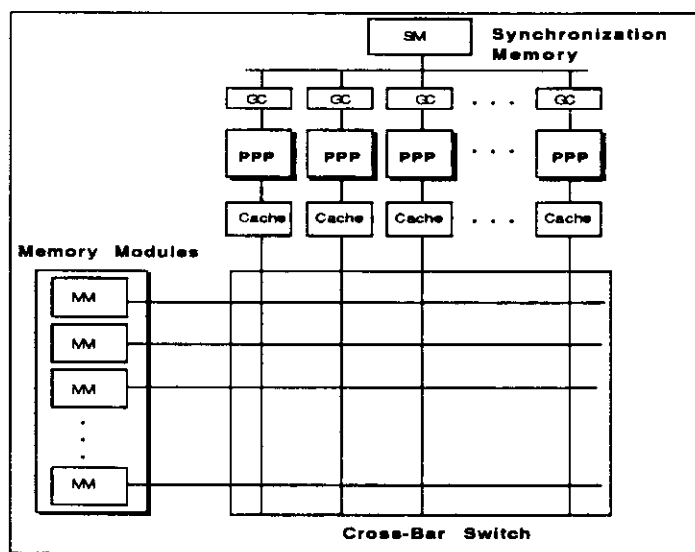 SM
Synchronization
Memory
GC GC GC . . . GC
PPP PPP PPP . . . PPP
Cache Cache Cache . . . Cache
Memory Modules
MM
MM
MM
MM
Cross-Bar Switch